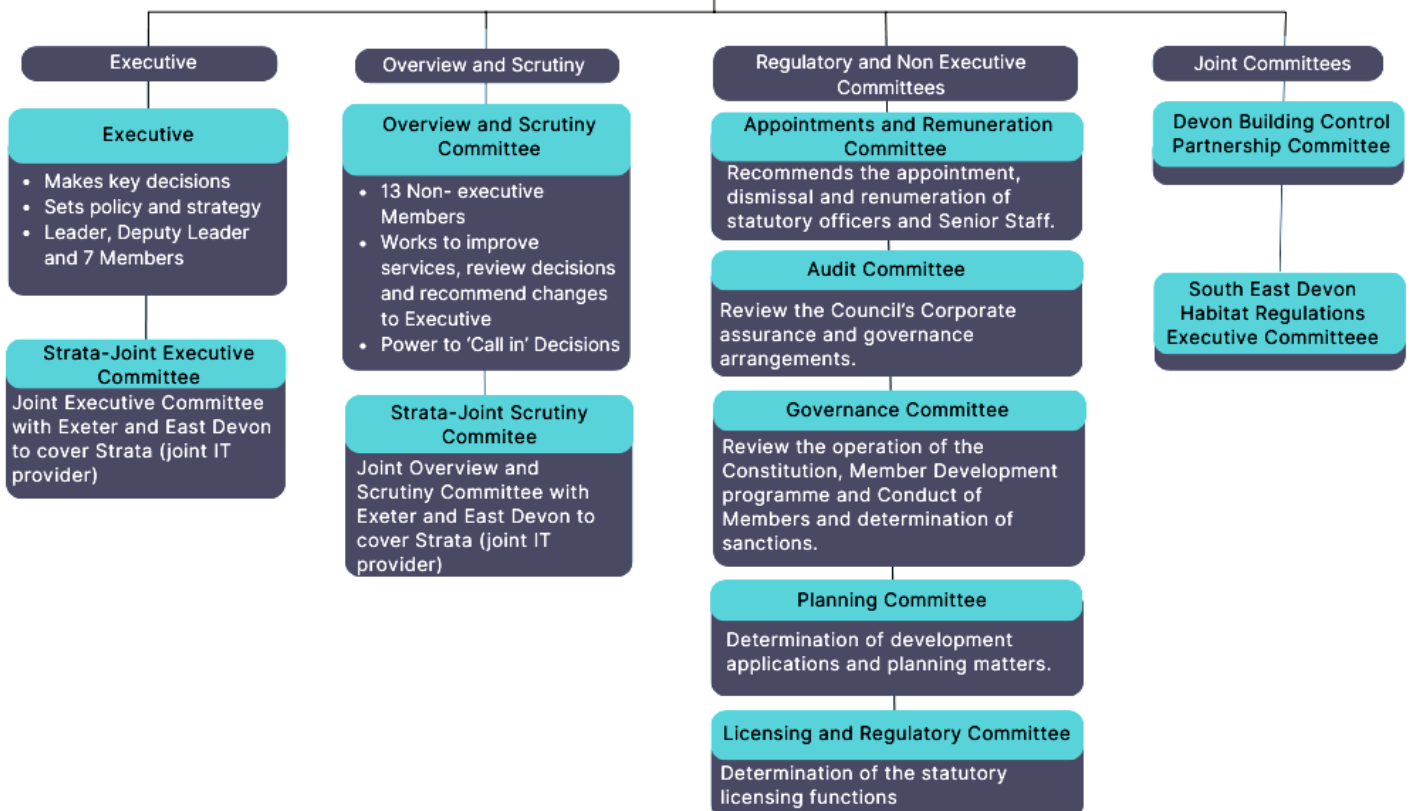 Executive
Executive
• Makes key decisions
• Sets policy and strategy
• Leader, Deputy Leader
and 7 Members
Strata-Joint Executive
Committee
Joint Executive Committee
with Exeter and East Devon
to cover Strata (joint IT
provider)
Overview and Scrutiny
Overview and Scrutiny
Committee
• 13 Non- executive
Members
• Works to improve
services, review decisions
and recommend changes
to Executive
• Power to ‘Call in’ Decisions
Strata-Joint Scrutiny
Commitee
Joint Overview and
Scrutiny Committee with
Exeter and East Devon to
cover Strata (joint IT
provider)
Regulatory and Non Executive
Committees
Appointments and Remuneration
Committee
Recommends the appointment,
dismissal and renumeration of
statutory officers and Senior Staff.
Audit Committee
Review the Council’s Corporate
assurance and governance
arrangements.
Governance Committee
Review the operation of the
Constitution, Member Development
programme and Conduct of
Members and determination of
sanctions.
Planning Committee
Determination of development
applications and planning matters.
Licensing and Regulatory Committee
Determination of the statutory
licensing functions
Joint Committees
Devon Building Control
Partnership Committee
South East Devon
Habitat Regulations
Executive Committeee